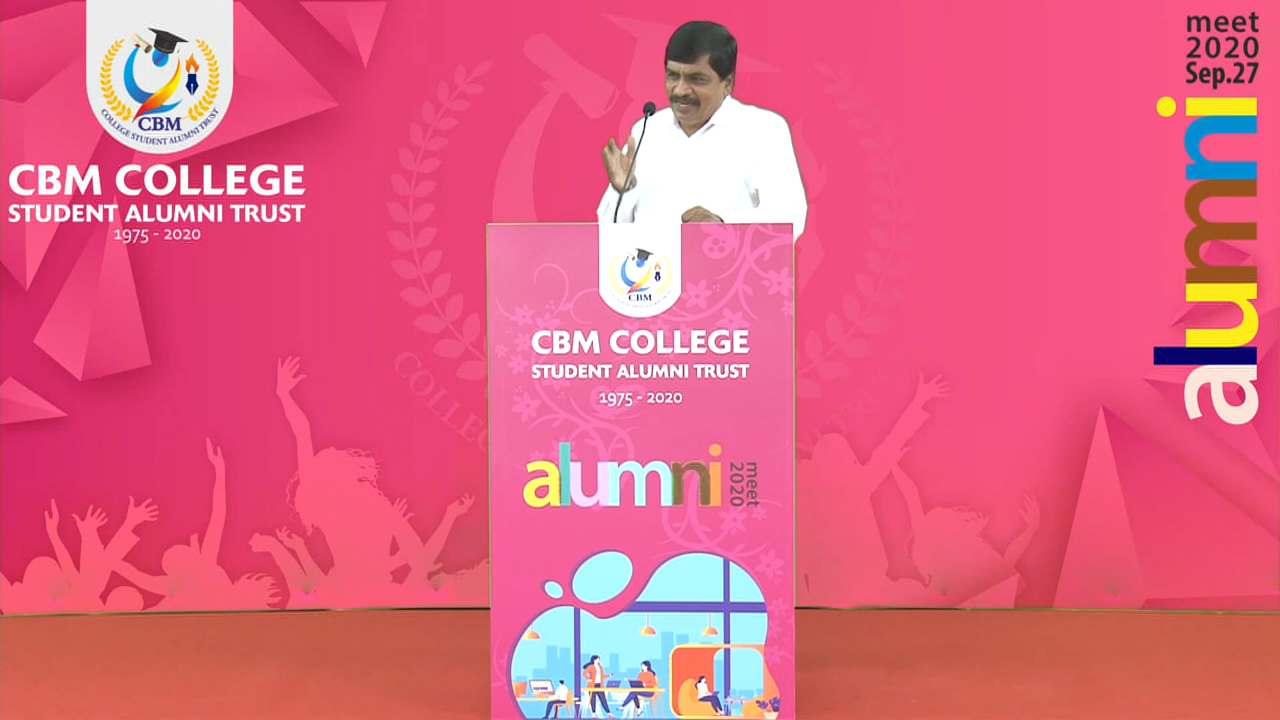 CBM
COLLEGE STUDENT ALUMNI TRUST
CBM COLLEGE
STUDENT ALUMNI TRUST
1975 - 2020
meet
2020
Sep.27
alumni
CBM
CBM COLLEGE
STUDENT ALUMNI TRUST
1975 - 2020
alumni
meet
2020
COLLEGE